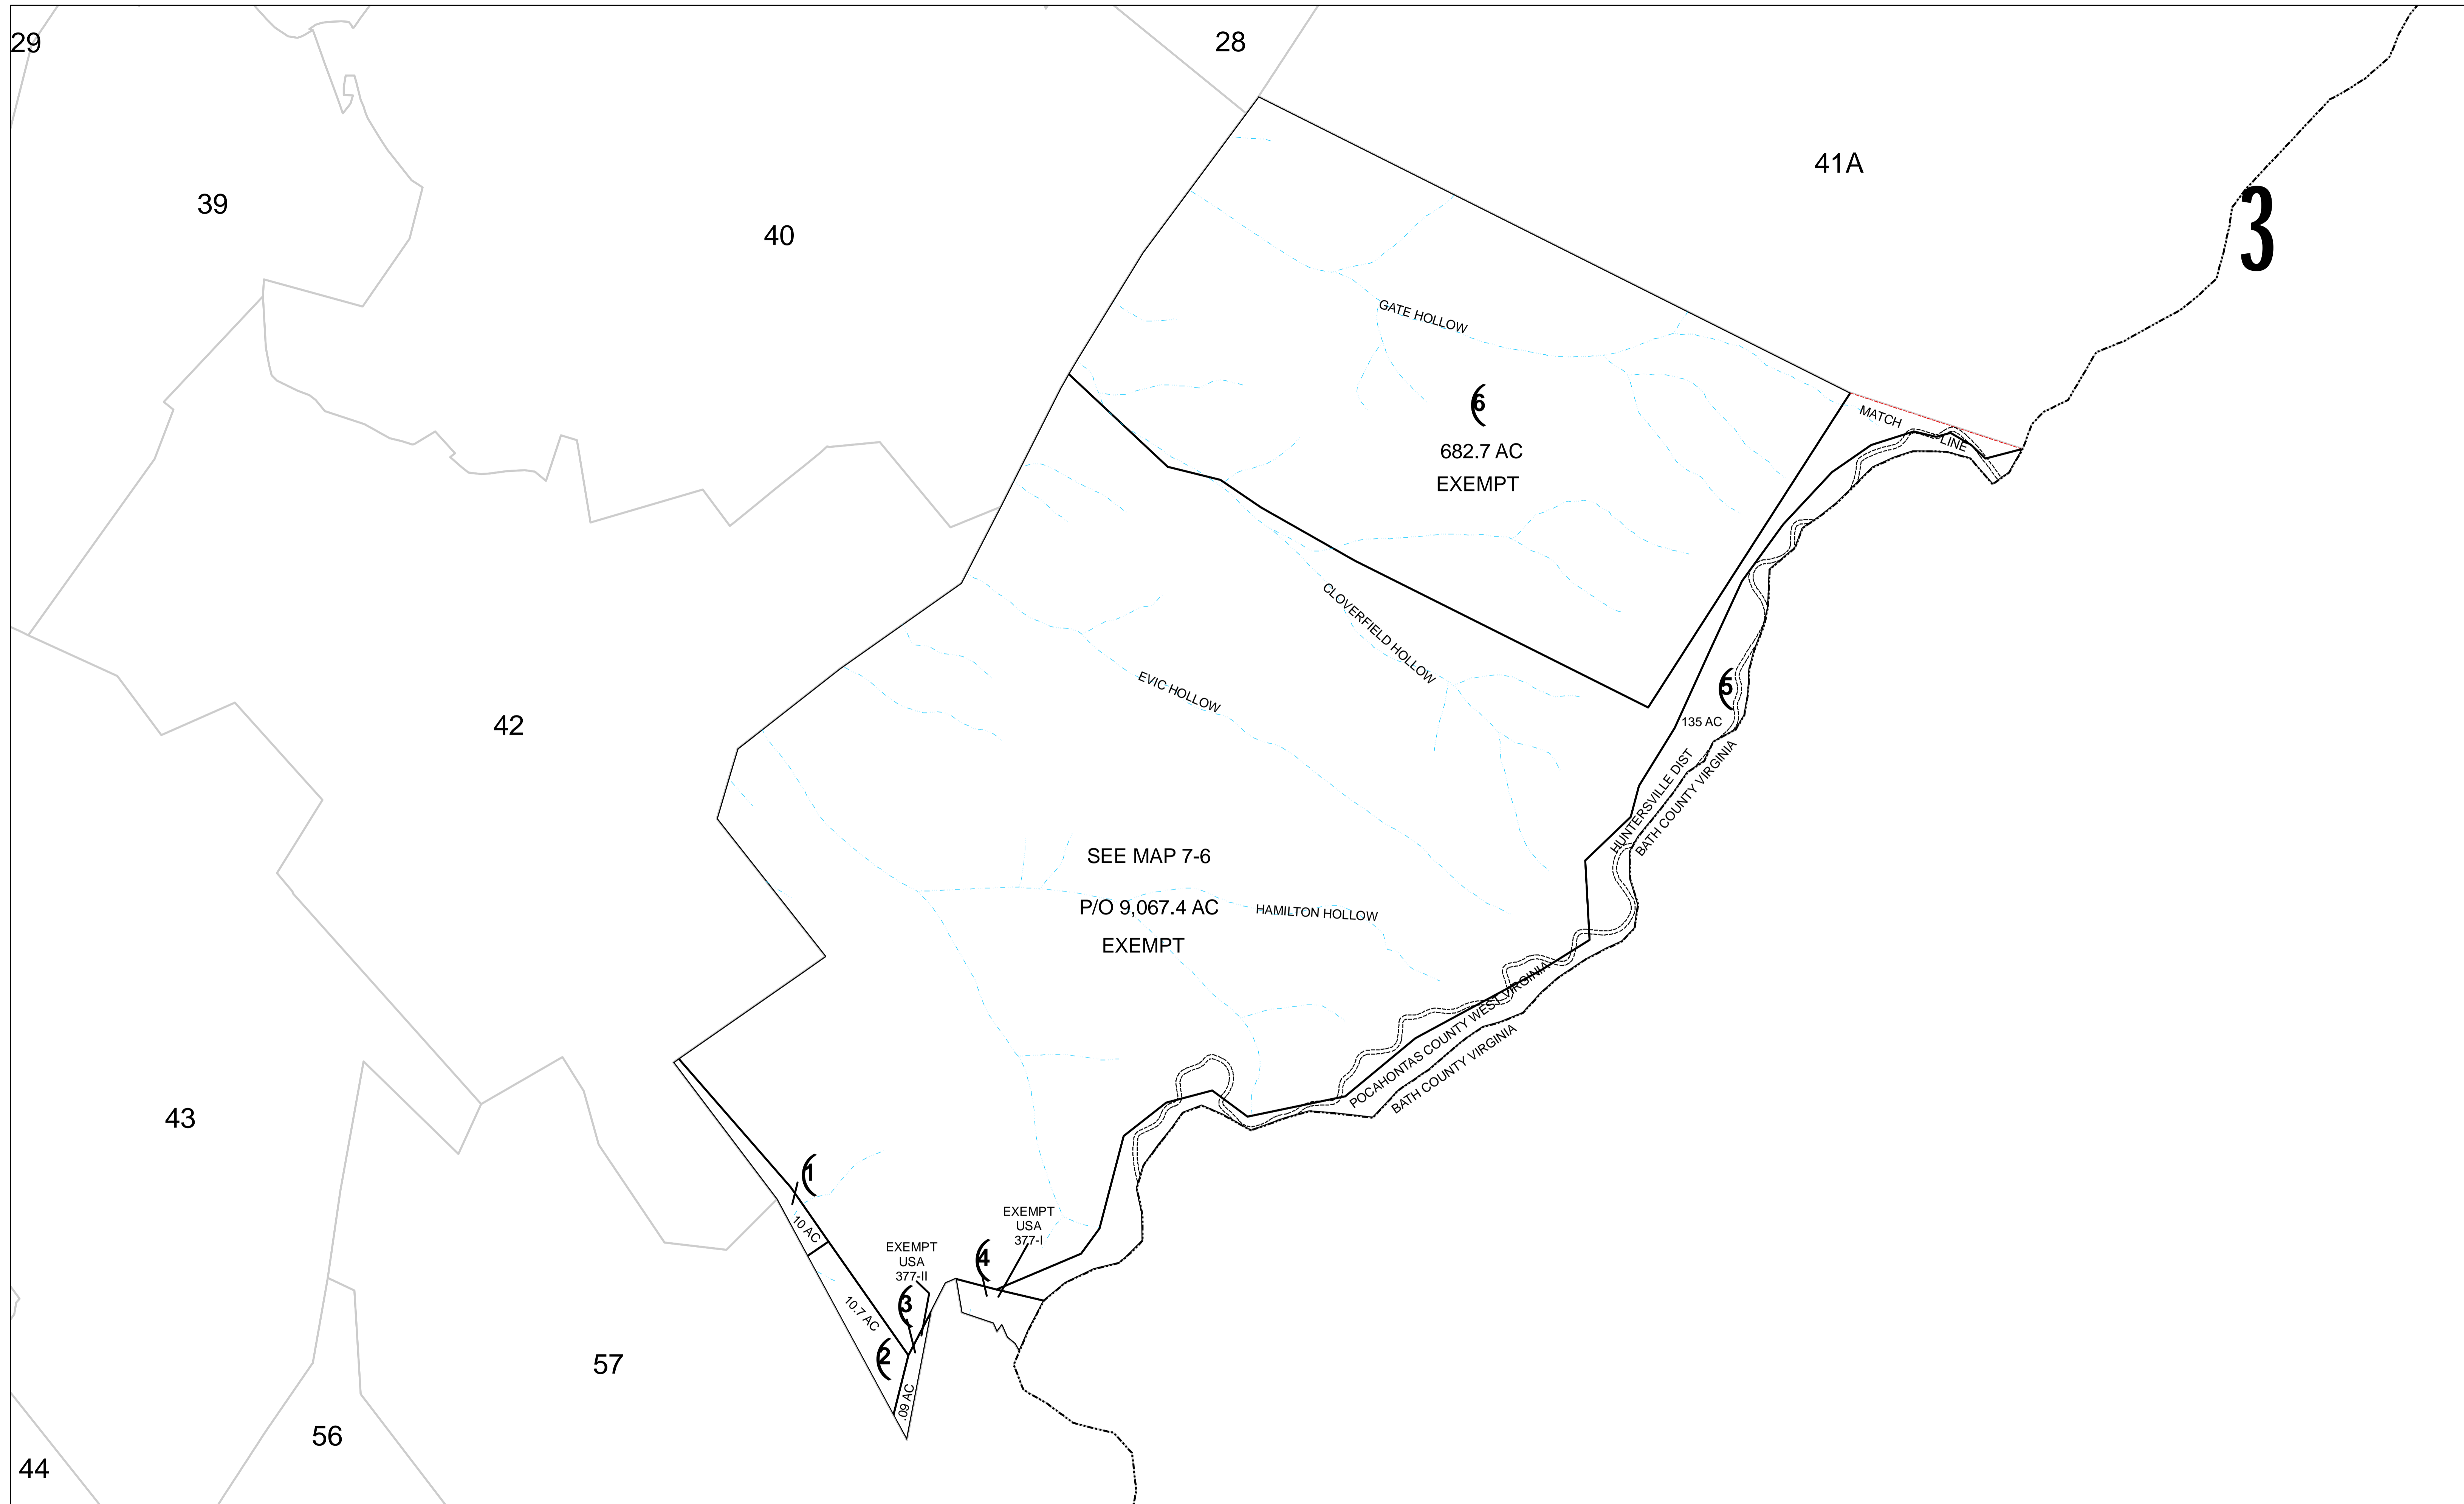 29
28
41A
3
39
40
GATE HOLLOW
6
682.7 AC
EXEMPT
MATCH LINE
CLOVERFIELD HOLLOW
EVIC HOLLOW
5
135 AC
42
HUNTERSVILLE DIST
BATH COUNTY VIRGINIA
SEE MAP 7-6
P/O 9,067.4 AC
EXEMPT
HAMILTON HOLLOW
POCAHONTAS COUNTY WEST VIRGINIA
BATH COUNTY VIRGINIA
43
1
10 AC
EXEMPT
USA
377-I
4
EXEMPT
USA
377-II
3
10.7 AC
2
.09 AC
57
56
44